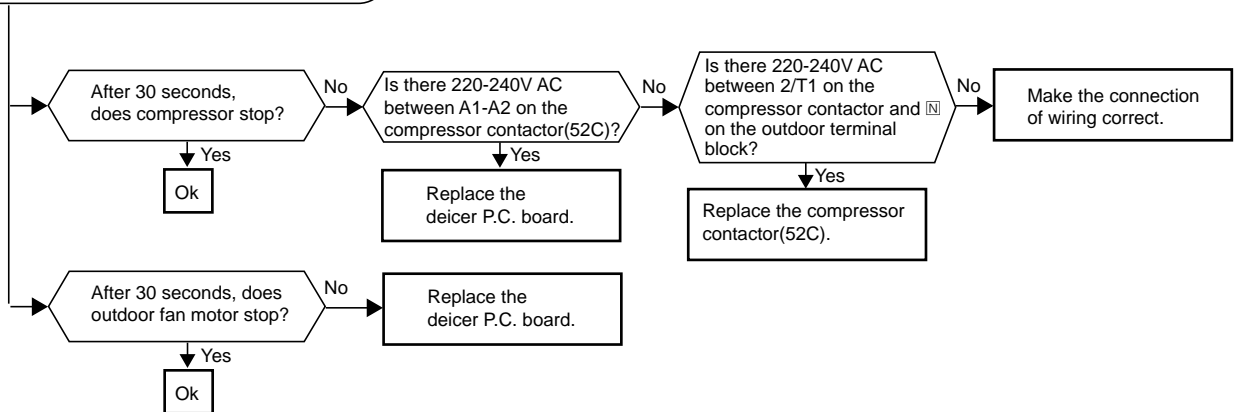 After 30 seconds,
does compressor stop?
No
Yes
Ok
Is there 220-240V AC
between A1-A2 on the
compressor contactor(52C)?
No
Yes
Replace the
deicer P.C. board.
Is there 220-240V AC
between 2/T1 on the
compressor contactor and N
on the outdoor terminal
block?
No
Yes
Replace the compressor
contactor(52C).
Make the connection
of wiring correct.
After 30 seconds, does
outdoor fan motor stop?
No
Yes
Ok
Replace the
deicer P.C. board.